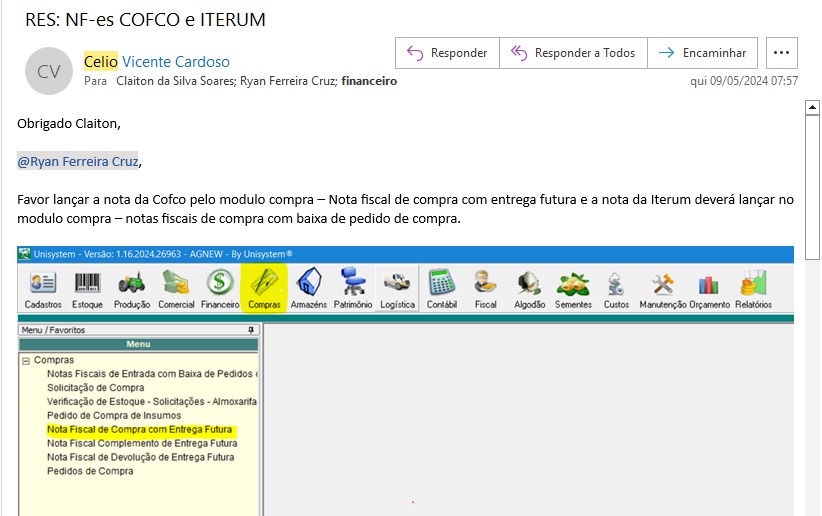 RES: NF-es COFCO e ITERUM
CV
Celio Vicente Cardoso
Para Claiton da Silva Soares; Ryan Ferreira Cruz; financeiro
Responder
Responder a Todos
Encaminhar
qui 09/05/2024 07:57
Obrigado Claiton,
@Ryan Ferreira Cruz,
Favor lançar a nota da Cofco pelo modulo compra – Nota fiscal de compra com entrega futura e a nota da Iterum deverá lançar no
modulo compra – notas fiscais de compra com baixa de pedido de compra.
Unisystem - Versão: 1.16.2024.26963 - AGNEW - By Unisystem®
Cadastros Estoque Produção Comercial Financeiro Compras Armazéns Patrimônio Logística Contábil Fiscal Algodão Sementes Custos Manutenção Orçamento Relatórios
Menu / Favoritos
Menu
Compras
Notas Fiscais de Entrada com Baixa de Pedidos
Solicitação de Compra
Verificação de Estoque - Solicitações - Almoxarifa
Pedido de Compra de Insumos
Nota Fiscal de Compra com Entrega Futura
Nota Fiscal Complemento de Entrega Futura
Nota Fiscal de Devolução de Entrega Futura
Pedidos de Compra